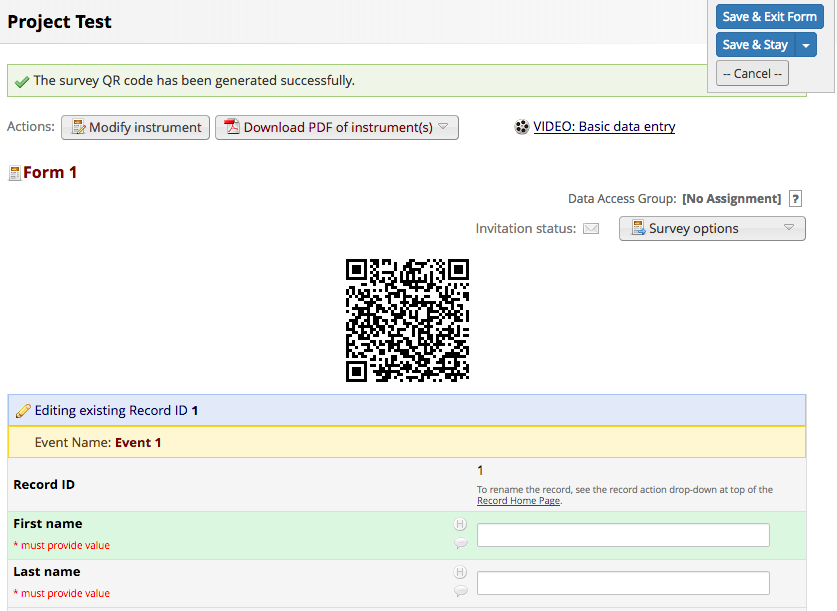 Project Test
Save & Exit Form
Save & Stay
-- Cancel --
The survey QR code has been generated successfully.
Actions: Modify instrument Download PDF of instrument(s) VIDEO: Basic data entry
Form 1
Data Access Group: [No Assignment] ?
Invitation status: Survey options
Editing existing Record ID 1
Event Name: Event 1
Record ID
1
To rename the record, see the record action drop-down at top of the
Record Home Page.
First name
H
* must provide value
Last name
H
* must provide value